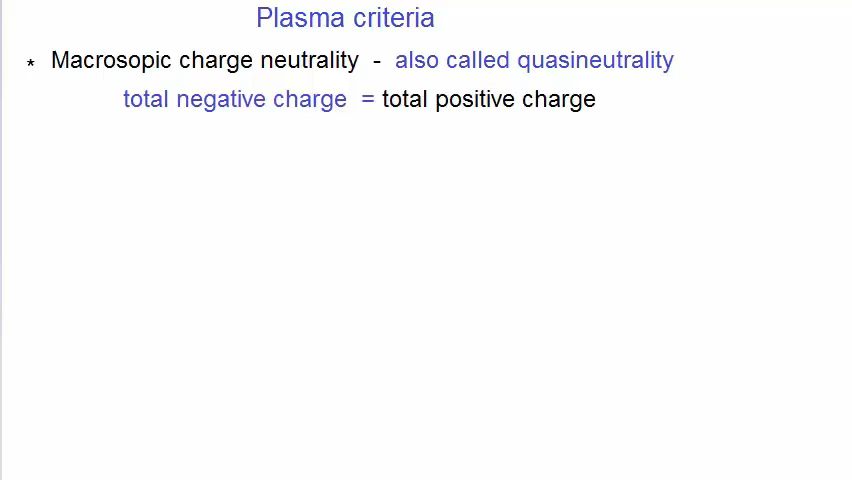 Plasma criteria
* Macrosopic charge neutrality - also called quasineutrality
total negative charge = total positive charge